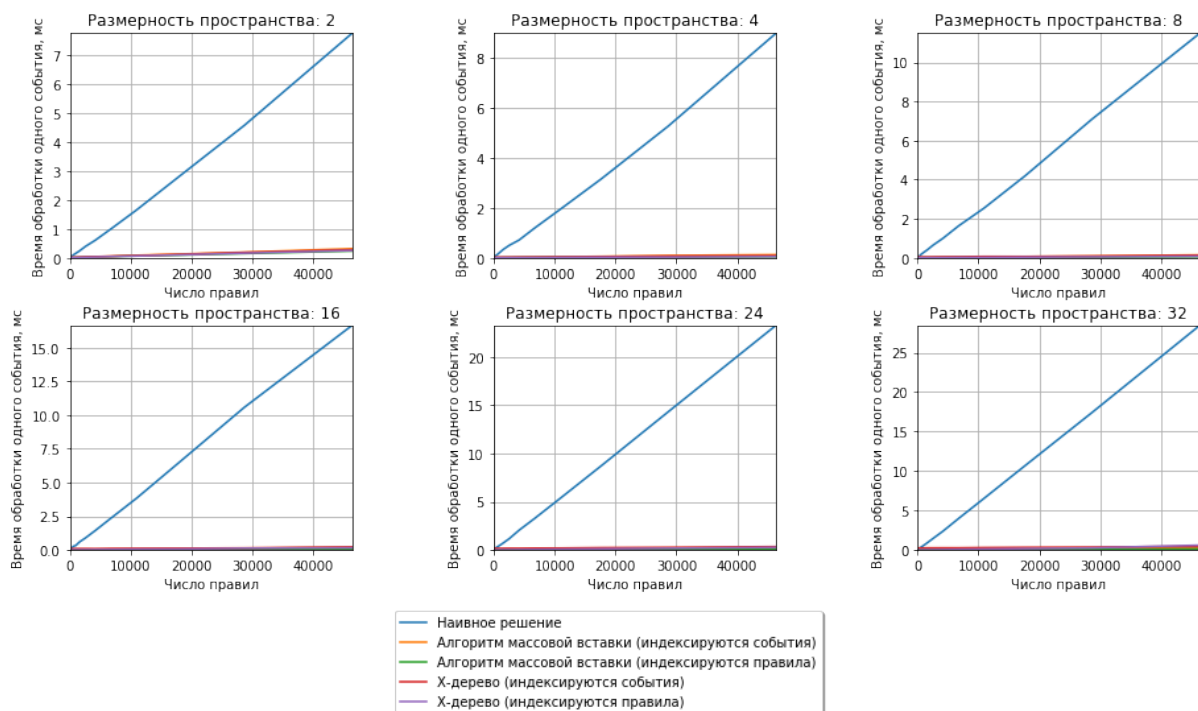 Размерность пространства: 2
Время обработки одного события, мс
7
6
5
4
3
2
1
0
0 10000 20000 30000 40000
Число правил
Размерность пространства: 4
Время обработки одного события, мс
8
6
4
2
0
0 10000 20000 30000 40000
Число правил
Размерность пространства: 8
Время обработки одного события, мс
10
8
6
4
2
0
0 10000 20000 30000 40000
Число правил
Размерность пространства: 16
Время обработки одного события, мс
15.0
12.5
10.0
7.5
5.0
2.5
0.0
0 10000 20000 30000 40000
Число правил
Размерность пространства: 24
Время обработки одного события, мс
20
15
10
5
0
0 10000 20000 30000 40000
Число правил
Размерность пространства: 32
Время обработки одного события, мс
25
20
15
10
5
0
0 10000 20000 30000 40000
Число правил
Наивное решение
Алгоритм массовой вставки (индексируются события)
Алгоритм массовой вставки (индексируются правила)
X-дерево (индексируются события)
X-дерево (индексируются правила)